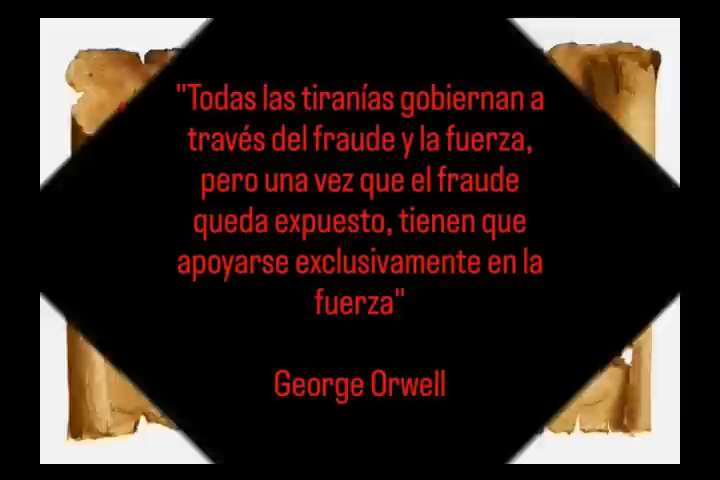 "Todas las tiranías gobiernan a
través del fraude y la fuerza,
pero una vez que el fraude
queda expuesto, tienen que
apoyarse exclusivamente en la
fuerza"
George Orwell